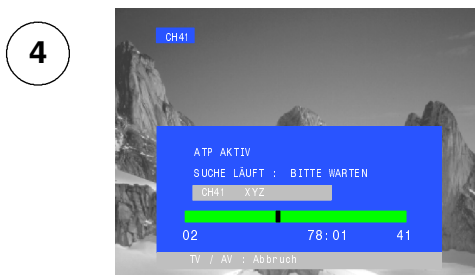 4
CH41
ATP AKTIV
SUCHE LÄUFT : BITTE WARTEN
CH41 XYZ
02 78:01 41
TV / AV : Abbruch